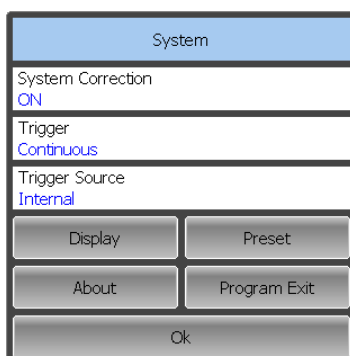 System
System Correction
ON
Trigger
Continuous
Trigger Source
Internal
Display Preset
About Program Exit
Ok